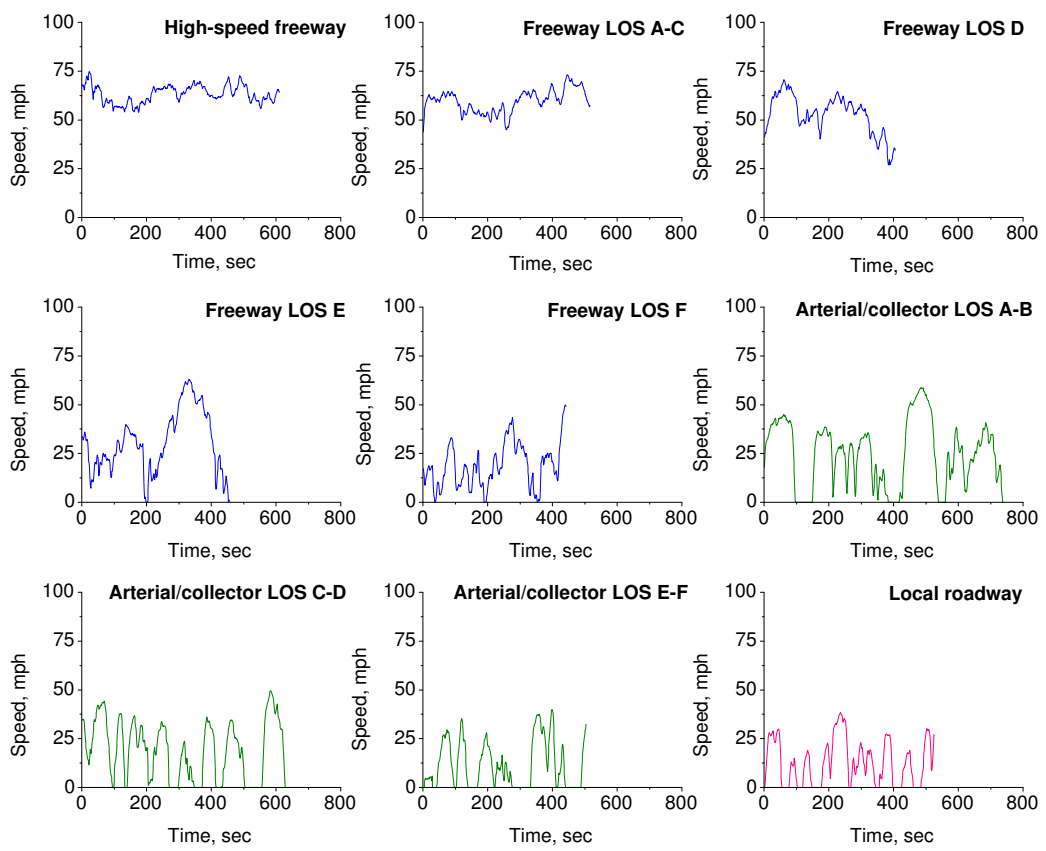 High-speed freeway
100
75
50
25
0
Speed, mph
0 200 400 600 800
Time, sec
Freeway LOS A-C
100
75
50
25
0
Speed, mph
0 200 400 600 800
Time, sec
Freeway LOS D
100
75
50
25
0
Speed, mph
0 200 400 600 800
Time, sec
Freeway LOS E
100
75
50
25
0
Speed, mph
0 200 400 600 800
Time, sec
Freeway LOS F
100
75
50
25
0
Speed, mph
0 200 400 600 800
Time, sec
Arterial/collector LOS A-B
100
75
50
25
0
Speed, mph
0 200 400 600 800
Time, sec
Arterial/collector LOS C-D
100
75
50
25
0
Speed, mph
0 200 400 600 800
Time, sec
Arterial/collector LOS E-F
100
75
50
25
0
Speed, mph
0 200 400 600 800
Time, sec
Local roadway
100
75
50
25
0
Speed, mph
0 200 400 600 800
Time, sec